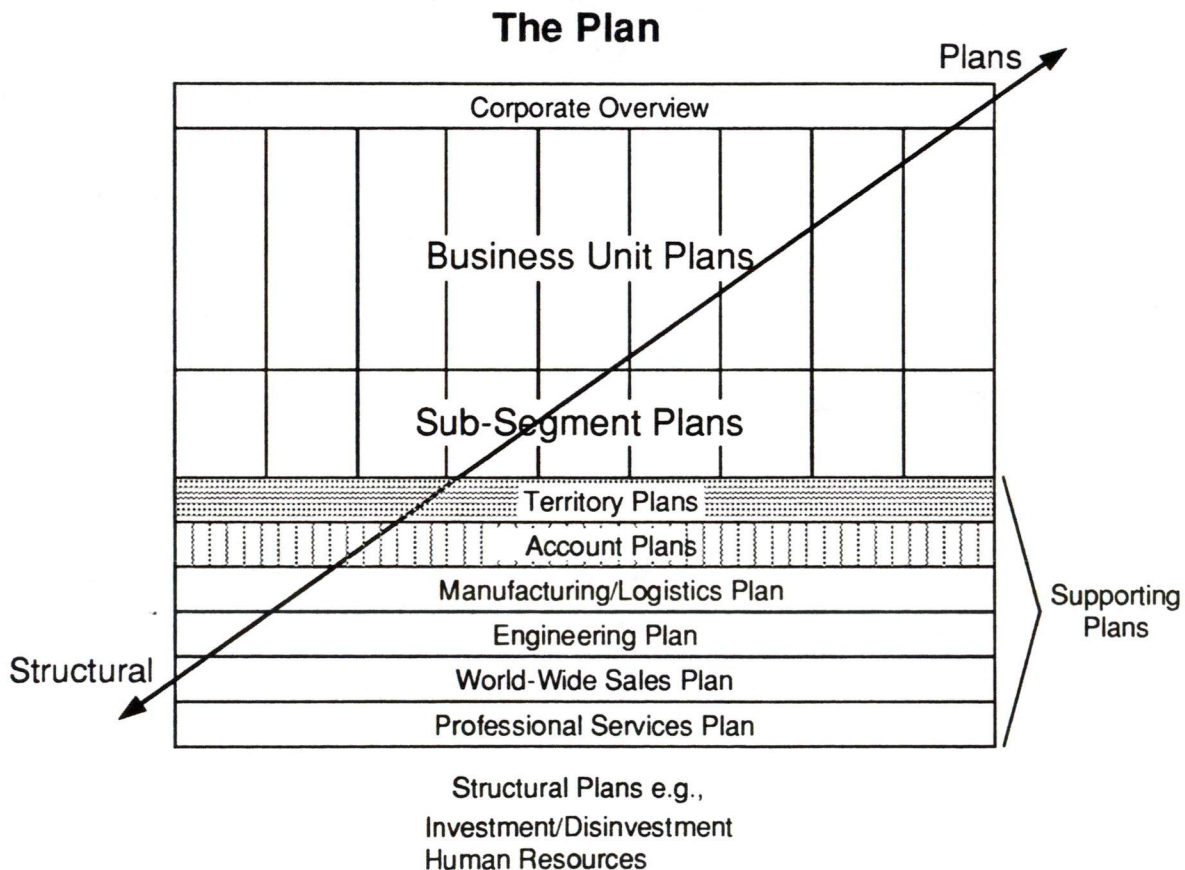 The Plan
Plans
Corporate Overview
Business Unit Plans
Sub-Segment Plans
Territory Plans
Account Plans
Manufacturing/Logistics Plan
Engineering Plan
World-Wide Sales Plan
Professional Services Plan
Supporting
Plans
Structural
Structural Plans e.g.,
Investment/Disinvestment
Human Resources